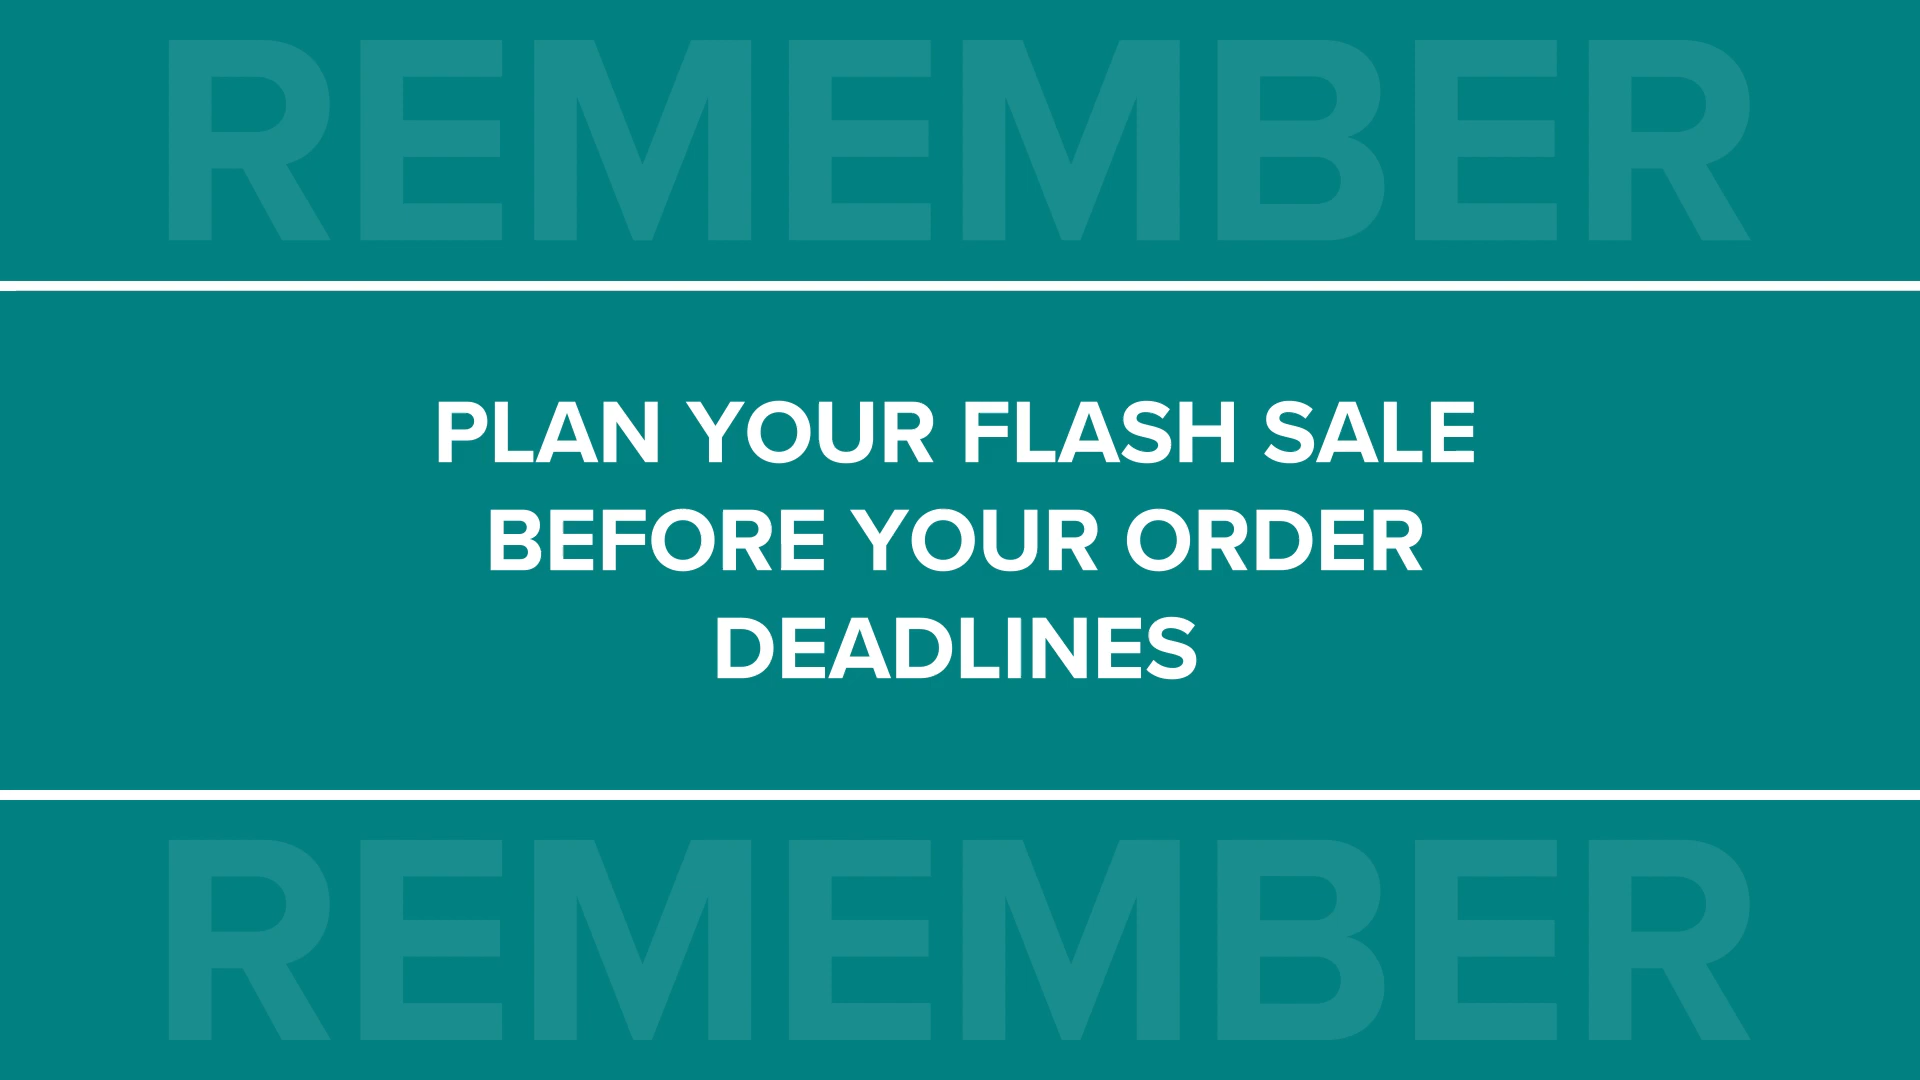 REMEMBER
PLAN YOUR FLASH SALE
BEFORE YOUR ORDER
DEADLINES
REMEMBER